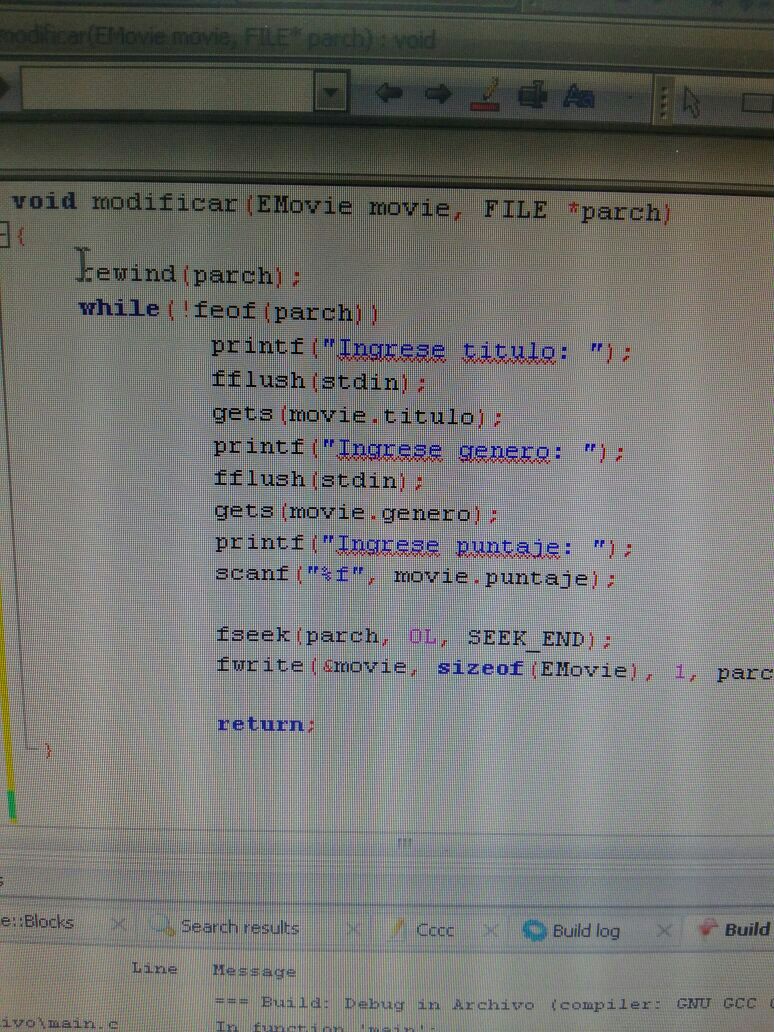 modificar(EMovie movie, FILE* parch) : void
void modificar(EMovie movie, FILE *parch)
{
rewind(parch);
while(!feof(parch))
printf("Ingrese titulo: ");
fflush(stdin);
gets(movie.titulo);
printf("Ingrese genero: ");
fflush(stdin);
gets(movie.genero);
printf("Ingrese puntaje: ");
scanf("%f", movie.puntaje);
fseek(parch, 0L, SEEK_END);
fwrite(&movie, sizeof(EMovie), 1, parc
return;
}
s
e::Blocks Search results Cccc Build log Build
Line Message
=== Build: Debug in Archivo (compiler: GNU GCC C
ivo\main.c In function 'main':